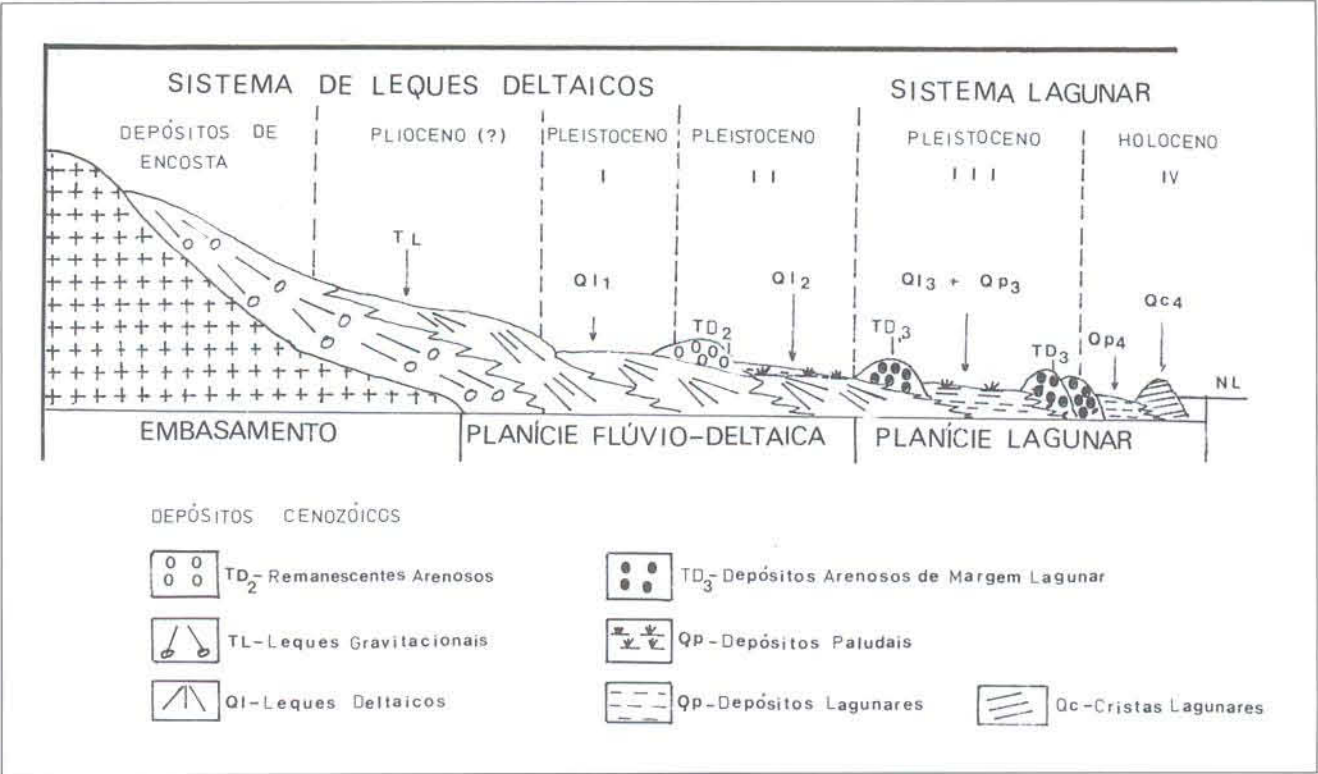 SISTEMA DE LEQUES DELTAICOS
SISTEMA LAGUNAR
DEPÓSITOS DE
ENCOSTA
PLIOCENO (?)
PLEISTOCENO
I
PLEISTOCENO
I I
PLEISTOCENO
I I I
HOLOCENO
IV
TL
Ql1
Ql2
Ql3 + Qp3
Qc4
TD2
TD3
TD3
Qp4
NL
EMBASAMENTO
PLANÍCIE FLÚVIO-DELTAICA
PLANÍCIE LAGUNAR
DEPÓSITOS CENOZÓICOS
TD2-Remanescentes Arenosos
TD3-Depósitos Arenosos de Margem Lagunar
TL-Leques Gravitacionais
Qp-Depósitos Paludais
Ql-Leques Deltaicos
Qp-Depósitos Lagunares
Qc-Cristas Lagunares